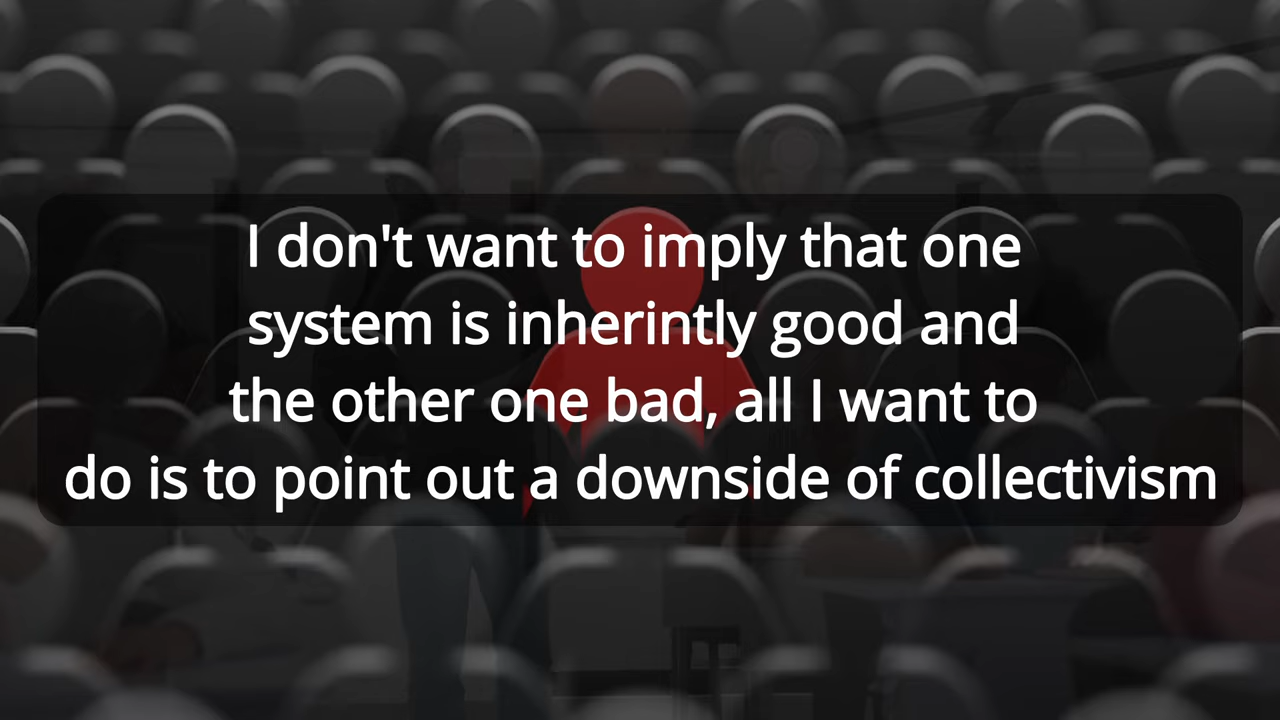 I don't want to imply that one
system is inherintly good and
the other one bad, all I want to
do is to point out a downside of collectivism